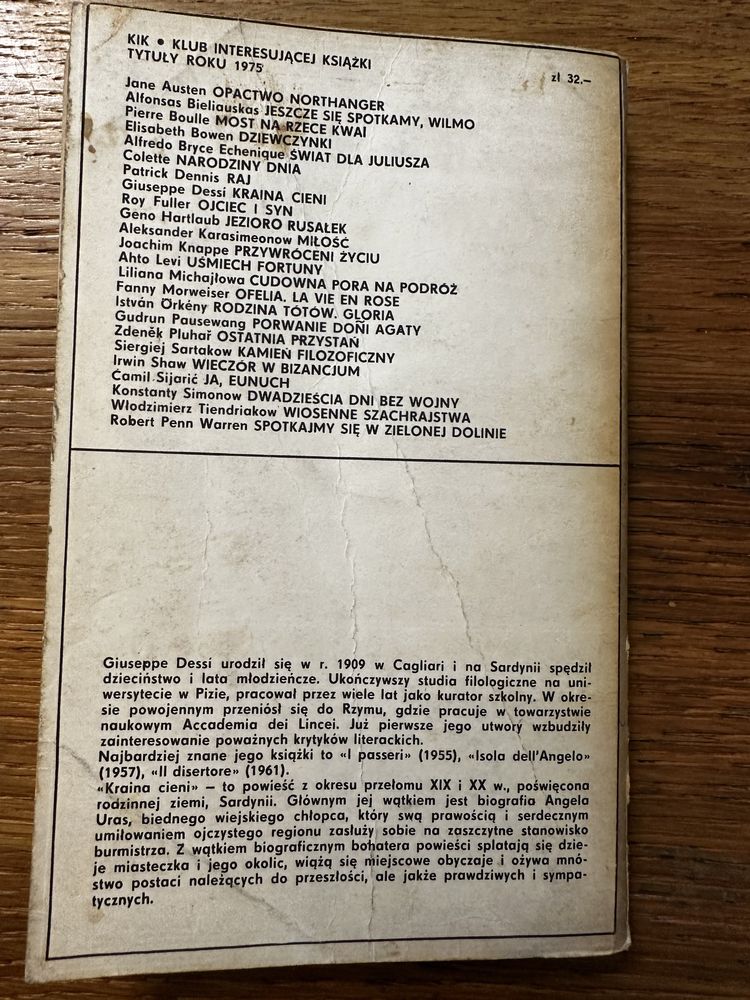 KIK • KLUB INTERESUJĄCEJ KSIĄŻKI
TYTUŁY ROKU 1975
zł 32.–
Jane Austen OPACTWO NORTHANGER
Alfonsas Bieliauskas JESZCZE SIĘ SPOTKAMY, WILMO
Pierre Boulle MOST NA RZECE KWAI
Elisabeth Bowen DZIEWCZYNKI
Alfredo Bryce Echenique ŚWIAT DLA JULIUSZA
Colette NARODZINY DNIA
Patrick Dennis RAJ
Giuseppe Dessi KRAINA CIENI
Roy Fuller OJCIEC I SYN
Geno Hartlaub JEZIORO RUSAŁEK
Aleksander Karasimeonow MIŁOŚĆ
Joachim Knappe PRZYWRÓCENI ŻYCIU
Ahto Levi UŚMIECH FORTUNY
Liliana Michajłowa CUDOWNA PORA NA PODRÓŻ
Fanny Morweiser OFELIA. LA VIE EN ROSE
István Örkény RODZINA TÓTÓW. GLORIA
Gudrun Pausewang PORWANIE DOÑI AGATY
Zdeněk Pluhař OSTATNIA PRZYSTAŃ
Siergiej Sartakow KAMIEŃ FILOZOFICZNY
Irwin Shaw WIECZÓR W BIZANCJUM
Ćamil Sijarić JA, EUNUCH
Konstanty Simonow DWADZIEŚCIA DNI BEZ WOJNY
Włodzimierz Tiendriakow WIOSENNE SZACHRAJSTWA
Robert Penn Warren SPOTKAJMY SIĘ W ZIELONEJ DOLINIE
Giuseppe Dessi urodził się w r. 1909 w Cagliari i na Sardynii spędził
dzieciństwo i lata młodzieńcze. Ukończywszy studia filologiczne na uni-
wersytecie w Pizie, pracował przez wiele lat jako kurator szkolny. W okre-
sie powojennym przeniósł się do Rzymu, gdzie pracuje w towarzystwie
naukowym Accademia dei Lincei. Już pierwsze jego utwory wzbudziły
zainteresowanie poważnych krytyków literackich.
Najbardziej znane jego książki to «I passeri» (1955), «Isola dell'Angelo»
(1957), «Il disertore» (1961).
«Kraina cieni» — to powieść z okresu przełomu XIX i XX w., poświęcona
rodzinnej ziemi, Sardynii. Głównym jej wątkiem jest biografia Angela
Uras, biednego wiejskiego chłopca, który swą prawością i serdecznym
umiłowaniem ojczystego regionu zasłuży sobie na zaszczytne stanowisko
burmistrza. Z wątkiem biograficznym bohatera powieści splatają się dzie-
je miasteczka i jego okolic, wiążą się miejscowe obyczaje i ożywa mnó-
stwo postaci należących do przeszłości, ale jakże prawdziwych i sympa-
tycznych.